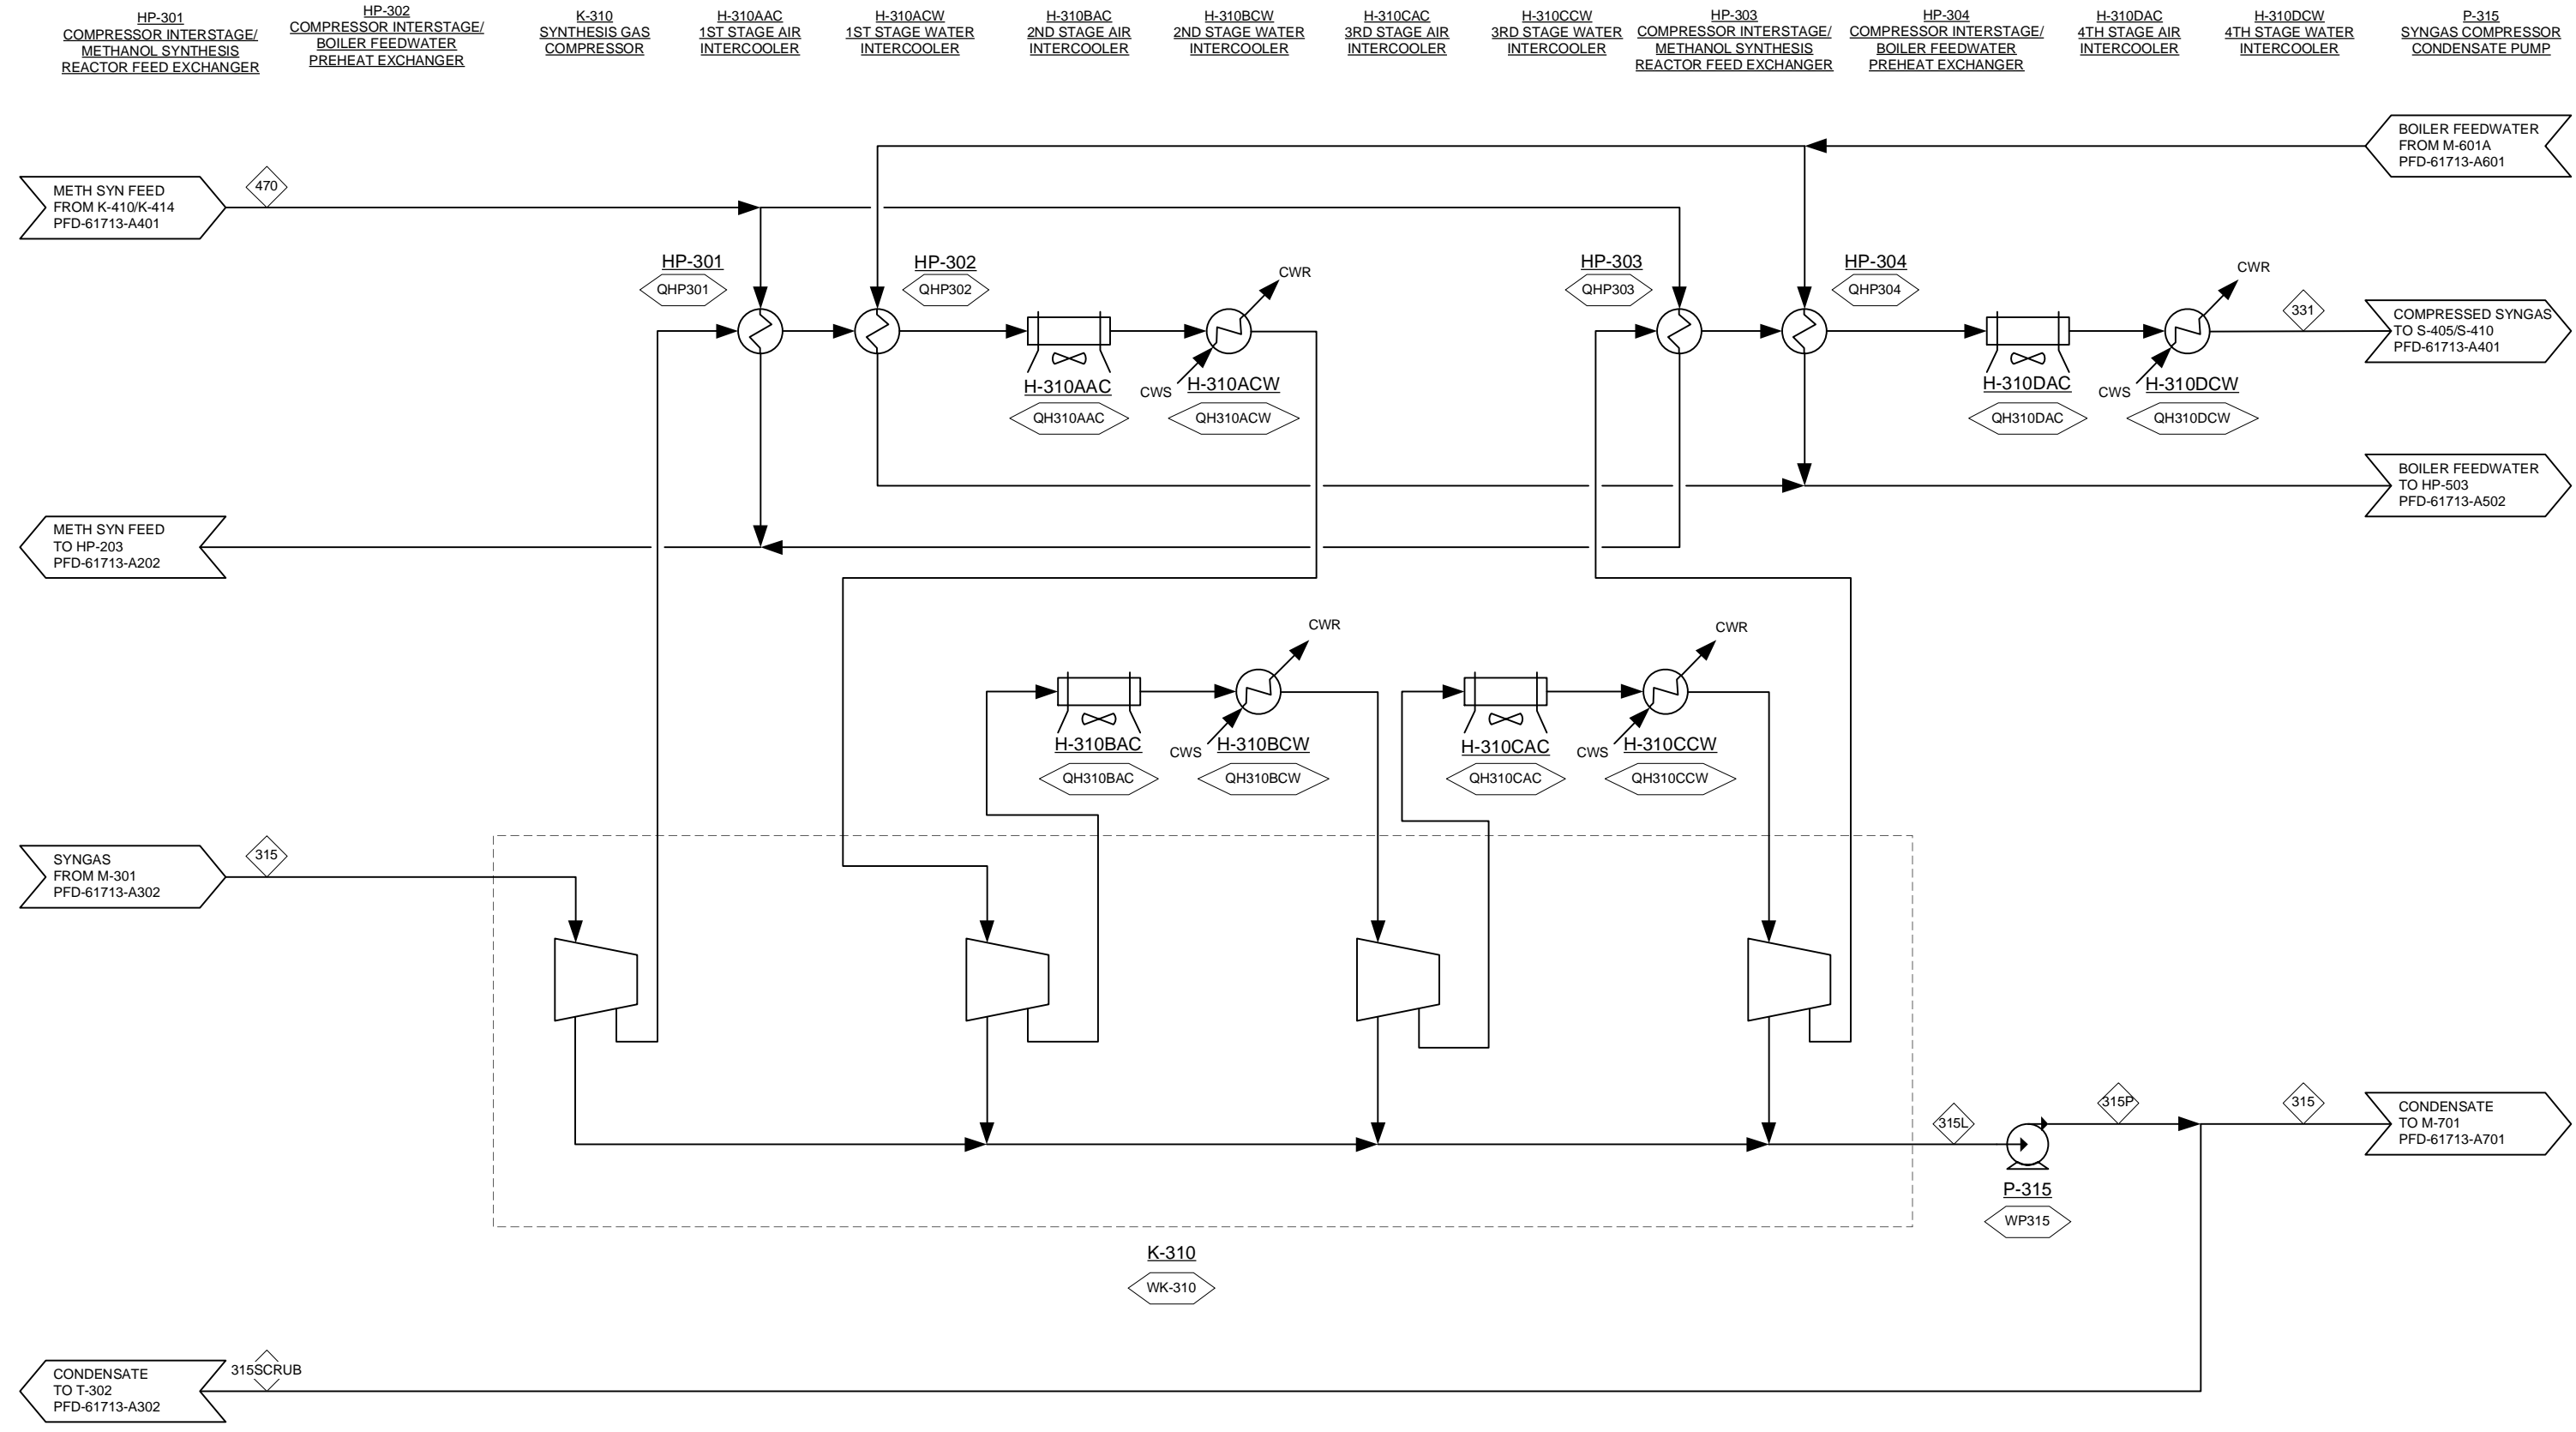 HP-301
COMPRESSOR INTERSTAGE/
METHANOL SYNTHESIS
REACTOR FEED EXCHANGER
HP-302
COMPRESSOR INTERSTAGE/
BOILER FEEDWATER
PREHEAT EXCHANGER
K-310
SYNTHESIS GAS
COMPRESSOR
H-310AAC
1ST STAGE AIR
INTERCOOLER
H-310ACW
1ST STAGE WATER
INTERCOOLER
H-310BAC
2ND STAGE AIR
INTERCOOLER
H-310BCW
2ND STAGE WATER
INTERCOOLER
H-310CAC
3RD STAGE AIR
INTERCOOLER
H-310CCW
3RD STAGE WATER
INTERCOOLER
HP-303
COMPRESSOR INTERSTAGE/
METHANOL SYNTHESIS
REACTOR FEED EXCHANGER
HP-304
COMPRESSOR INTERSTAGE/
BOILER FEEDWATER
PREHEAT EXCHANGER
H-310DAC
4TH STAGE AIR
INTERCOOLER
H-310DCW
4TH STAGE WATER
INTERCOOLER
P-315
SYNGAS COMPRESSOR
CONDENSATE PUMP
BOILER FEEDWATER
FROM M-601A
PFD-61713-A601
METH SYN FEED
FROM K-410/K-414
PFD-61713-A401
470
HP-301
QHP301
HP-302
QHP302
CWR
HP-303
QHP303
HP-304
QHP304
CWR
331
COMPRESSED SYNGAS
TO S-405/S-410
PFD-61713-A401
H-310AAC
QH310AAC
CWS
H-310ACW
QH310ACW
H-310DAC
QH310DAC
CWS
H-310DCW
QH310DCW
BOILER FEEDWATER
TO HP-503
PFD-61713-A502
METH SYN FEED
TO HP-203
PFD-61713-A202
CWR
CWR
H-310BAC
QH310BAC
CWS
H-310BCW
QH310BCW
H-310CAC
QH310CAC
CWS
H-310CCW
QH310CCW
SYNGAS
FROM M-301
PFD-61713-A302
315
315L
315P
315
CONDENSATE
TO M-701
PFD-61713-A701
P-315
WP315
K-310
WK-310
CONDENSATE
TO T-302
PFD-61713-A302
315SCRUB